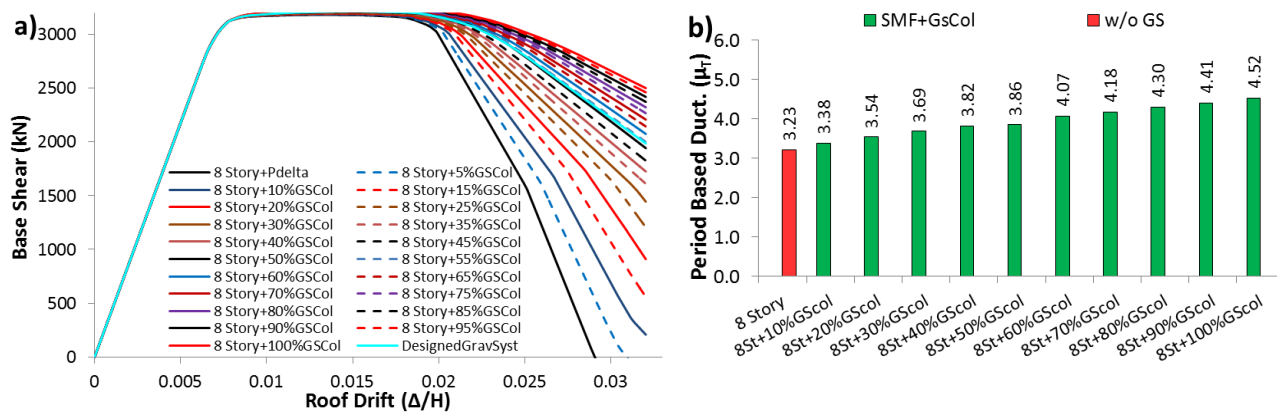 a)
Base Shear (kN)
3000
2500
2000
1500
1000
500
0
8 Story+Pdelta
8 Story+5%GSCol
8 Story+10%GSCol
8 Story+15%GSCol
8 Story+20%GSCol
8 Story+25%GSCol
8 Story+30%GSCol
8 Story+35%GSCol
8 Story+40%GSCol
8 Story+45%GSCol
8 Story+50%GSCol
8 Story+55%GSCol
8 Story+60%GSCol
8 Story+65%GSCol
8 Story+70%GSCol
8 Story+75%GSCol
8 Story+80%GSCol
8 Story+85%GSCol
8 Story+90%GSCol
8 Story+95%GSCol
8 Story+100%GSCol
DesignedGravSyst
0
0.005
0.01
0.015
0.02
0.025
0.03
Roof Drift (Δ/H)
b)
SMF+GsCol
w/o GS
Period Based Duct. (μT)
6.0
5.0
4.0
3.0
2.0
1.0
0.0
3.23
3.38
3.54
3.69
3.82
3.86
4.07
4.18
4.30
4.41
4.52
8 Story
8St+10%GScol
8St+20%GScol
8St+30%GScol
8St+40%GScol
8St+50%GScol
8St+60%GScol
8St+70%GScol
8St+80%GScol
8St+90%GScol
8St+100%GScol